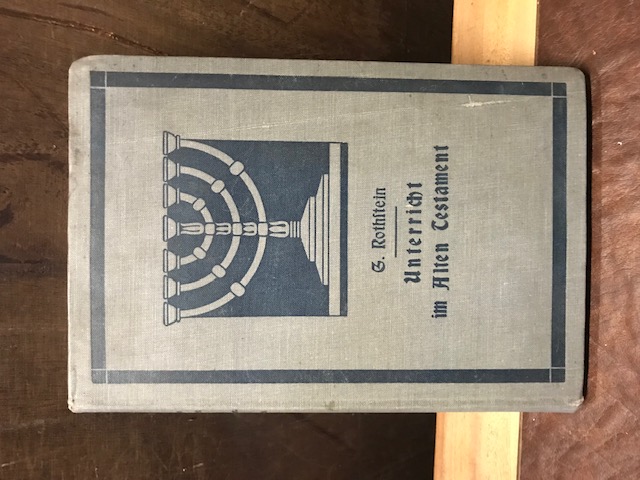 G. Rothstein
Unterricht
im Alten Testament